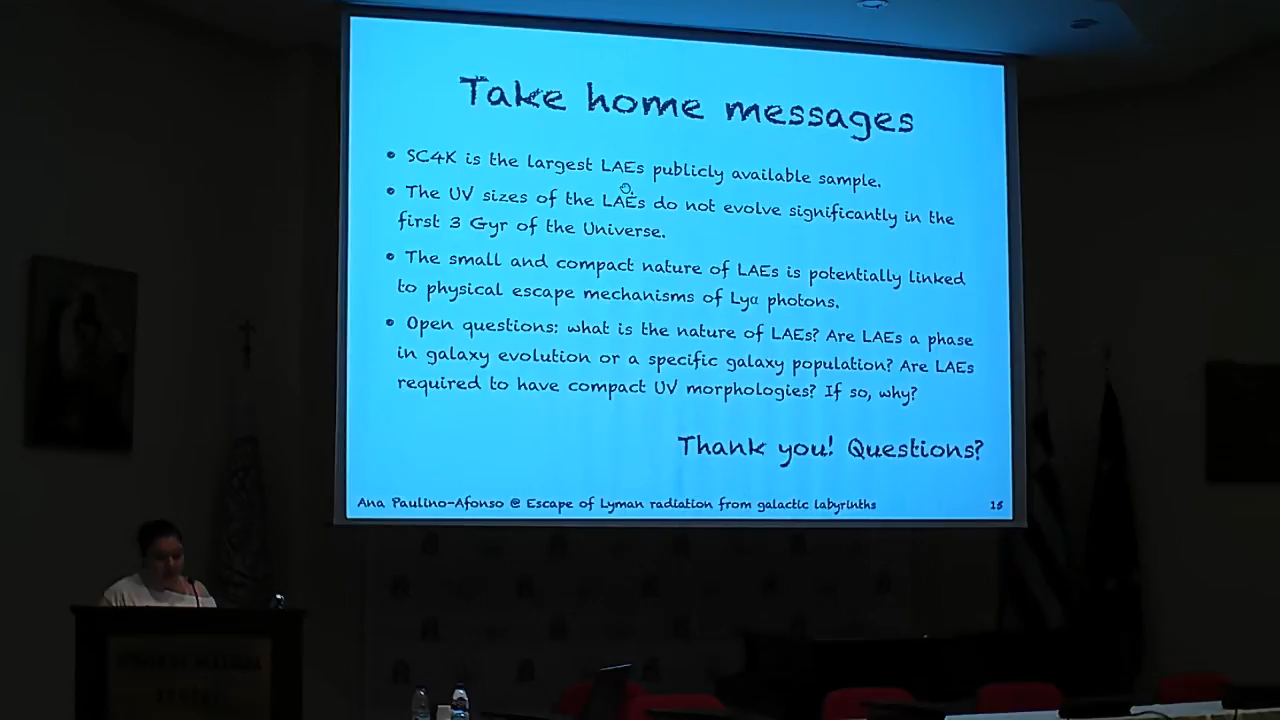 Take home messages
• SC4K is the largest LAEs publicly available sample.
• The UV sizes of the LAEs do not evolve significantly in the
first 3 Gyr of the Universe.
• The small and compact nature of LAEs is potentially linked
to physical escape mechanisms of Lyα photons.
• Open questions: what is the nature of LAEs? Are LAEs a phase
in galaxy evolution or a specific galaxy population? Are LAEs
required to have compact UV morphologies? If so, why?
Thank you! Questions?
Ana Paulino-Afonso @ Escape of Lyman radiation from galactic labyrinths